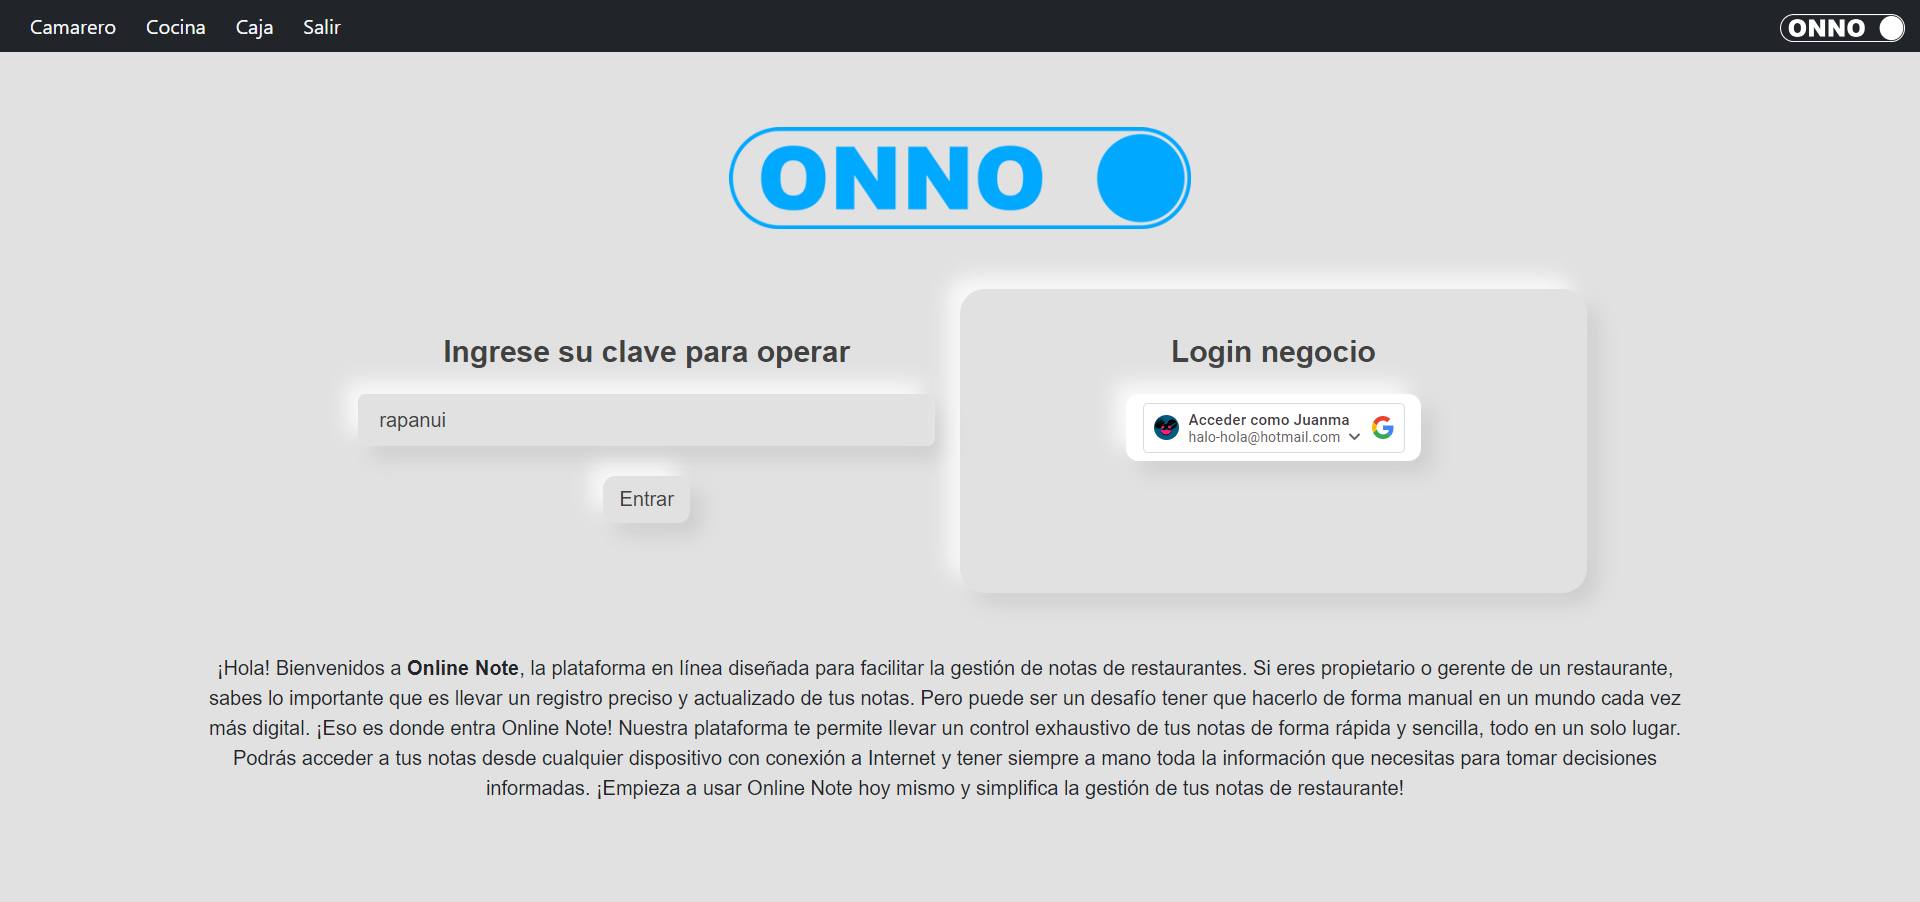 Camarero Cocina Caja Salir ONNO
ONNO
Ingrese su clave para operar
rapanui
Entrar
Login negocio
Acceder como Juanma
halo-hola@hotmail.com
¡Hola! Bienvenidos a Online Note, la plataforma en línea diseñada para facilitar la gestión de notas de restaurantes. Si eres propietario o gerente de un restaurante,
sabes lo importante que es llevar un registro preciso y actualizado de tus notas. Pero puede ser un desafío tener que hacerlo de forma manual en un mundo cada vez
más digital. ¡Eso es donde entra Online Note! Nuestra plataforma te permite llevar un control exhaustivo de tus notas de forma rápida y sencilla, todo en un solo lugar.
Podrás acceder a tus notas desde cualquier dispositivo con conexión a Internet y tener siempre a mano toda la información que necesitas para tomar decisiones
informadas. ¡Empieza a usar Online Note hoy mismo y simplifica la gestión de tus notas de restaurante!